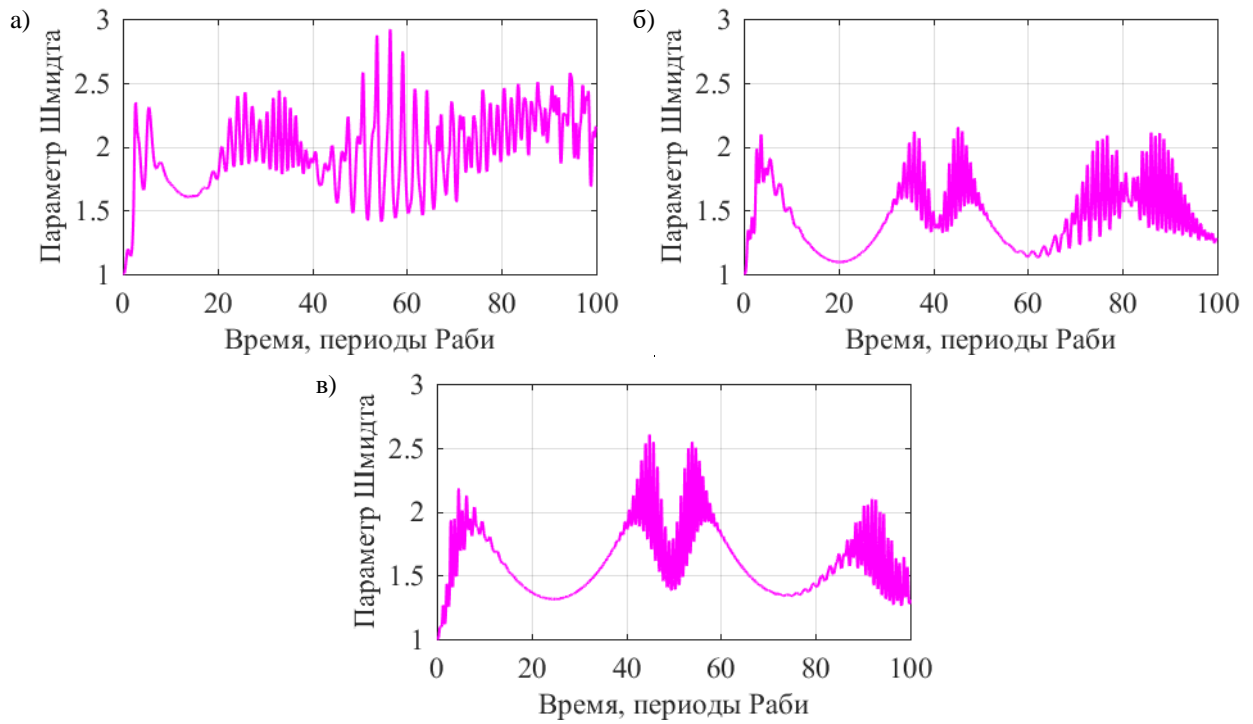 а)
3
2.5
2
1.5
1
Параметр Шмидта
0 20 40 60 80 100
Время, периоды Раби
б)
3
2.5
2
1.5
1
Параметр Шмидта
0 20 40 60 80 100
Время, периоды Раби
в)
3
2.5
2
1.5
1
Параметр Шмидта
0 20 40 60 80 100
Время, периоды Раби